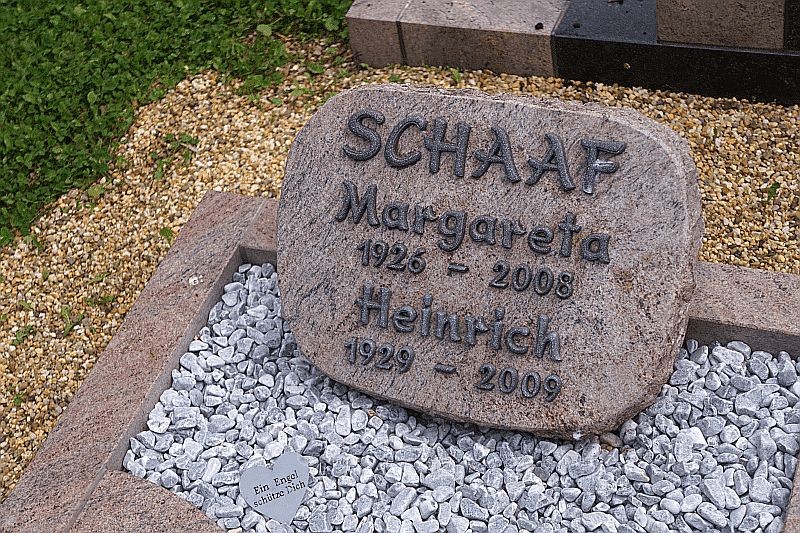 SCHAAF
Margareta
1926 - 2008
Heinrich
1929 - 2009
Ein Engel
schütze Dich